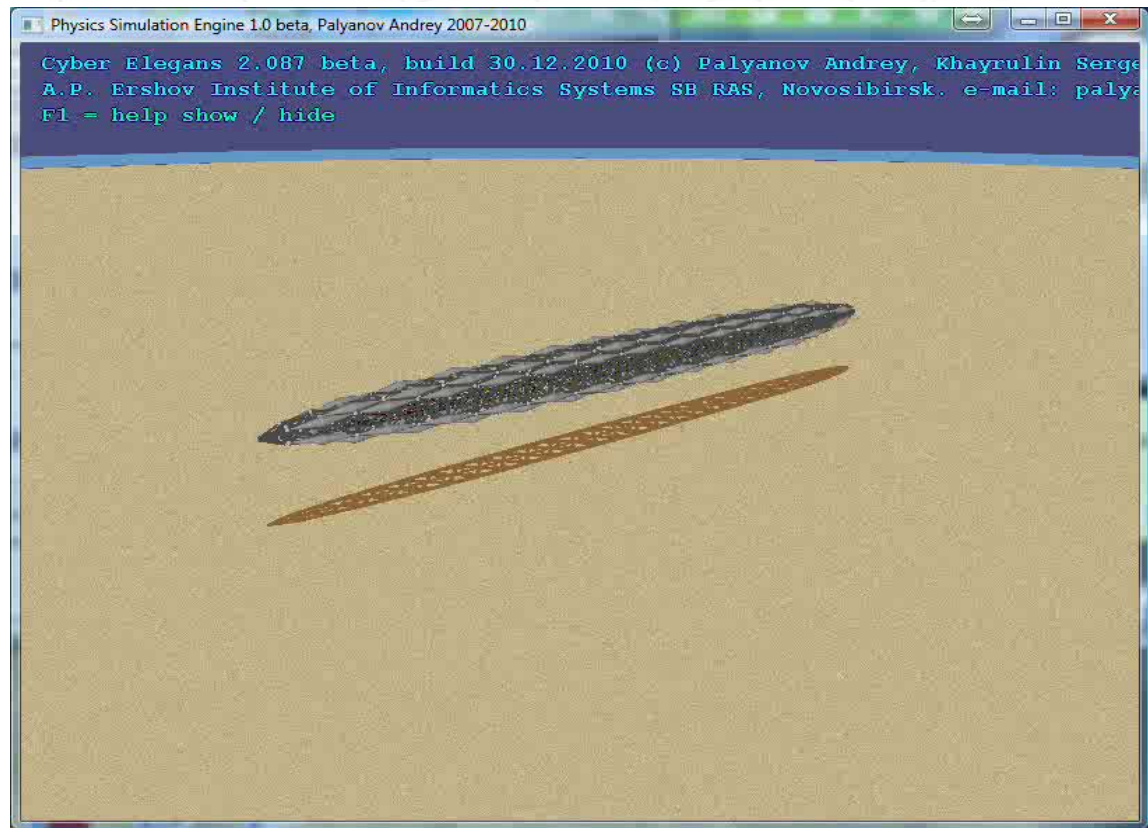 Physics Simulation Engine 1.0 beta, Palyanov Andrey 2007-2010
Cyber Elegans 2.087 beta, build 30.12.2010 (c) Palyanov Andrey, Khayrulin Serge
A.P. Ershov Institute of Informatics Systems SB RAS, Novosibirsk. e-mail: palya
F1 = help show / hide